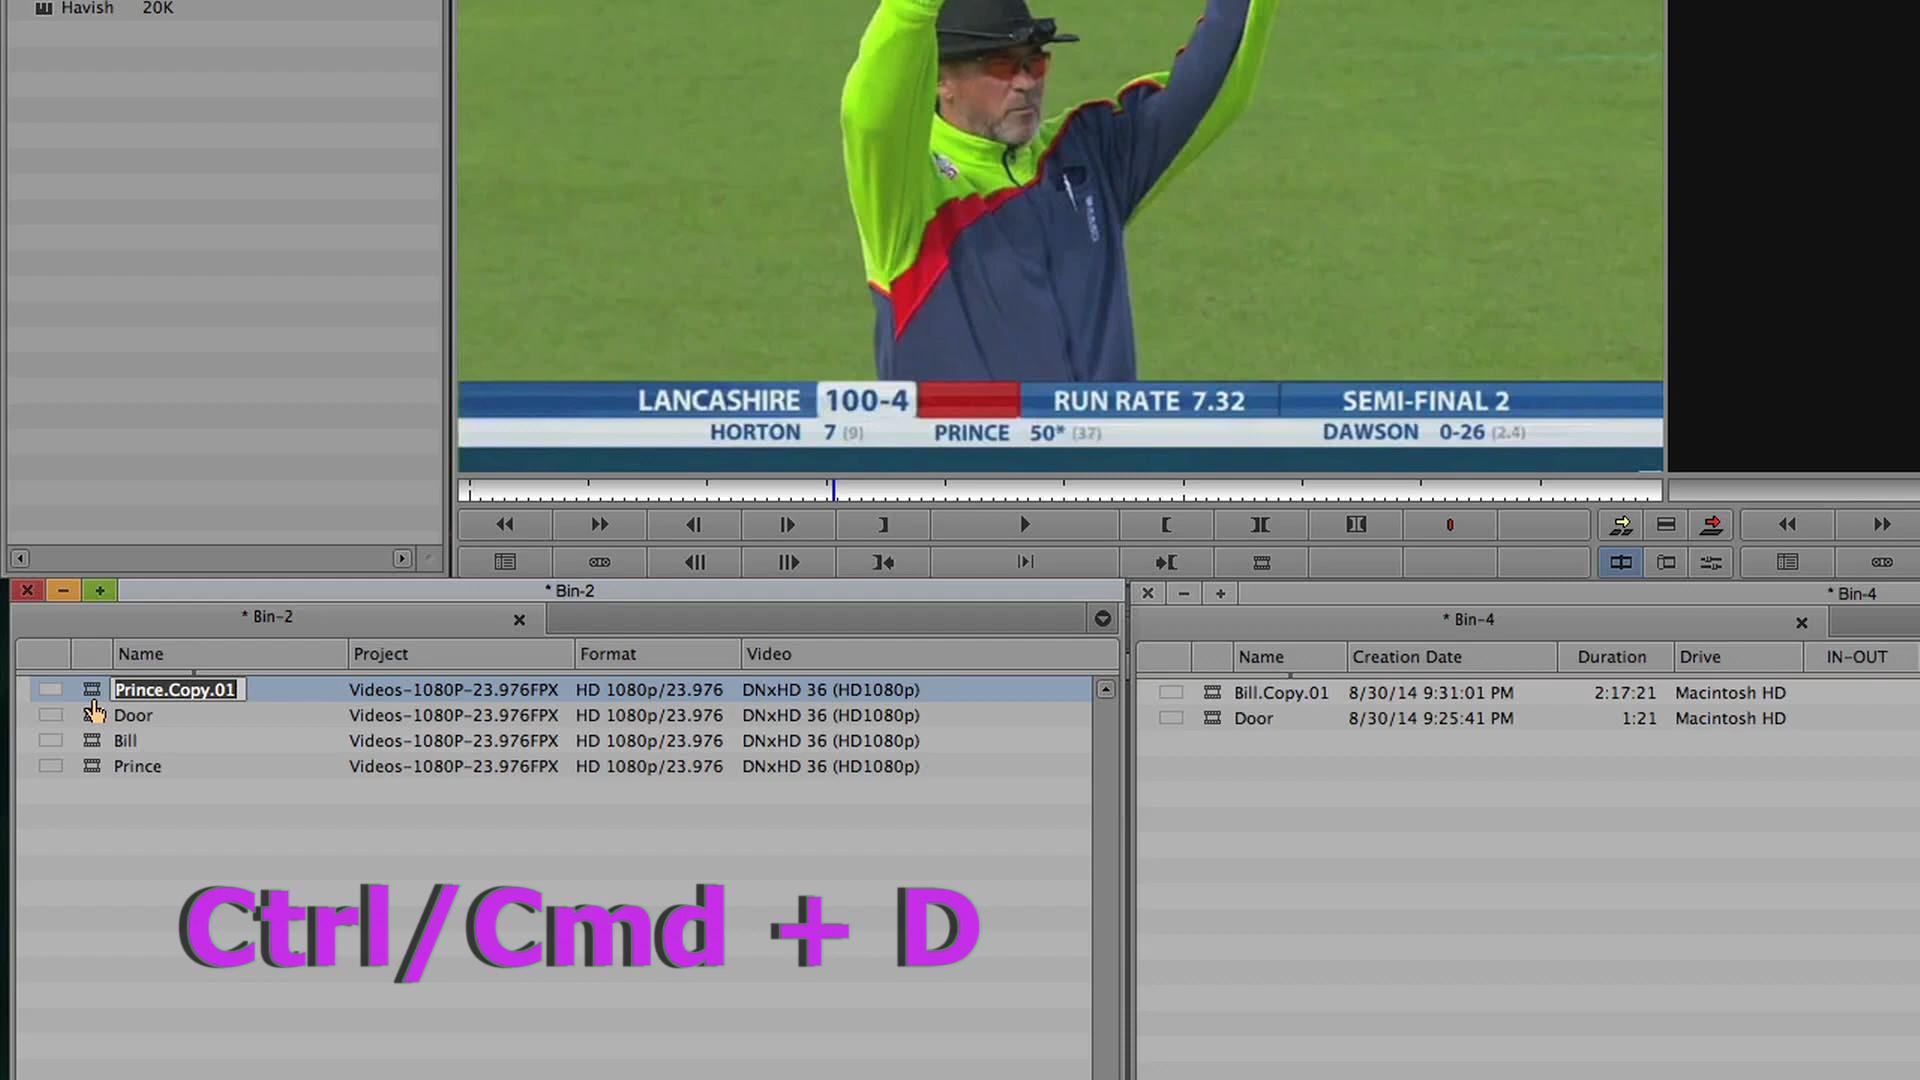 Havish 20K
LANCASHIRE 100-4 RUN RATE 7.32 SEMI-FINAL 2
HORTON 7 (9) PRINCE 50* (37) DAWSON 0-26 (2.4)
* Bin-2
* Bin-2
Name Project Format Video
Prince.Copy.01 Videos-1080P-23.976FPX HD 1080p/23.976 DNxHD 36 (HD1080p)
Door Videos-1080P-23.976FPX HD 1080p/23.976 DNxHD 36 (HD1080p)
Bill Videos-1080P-23.976FPX HD 1080p/23.976 DNxHD 36 (HD1080p)
Prince Videos-1080P-23.976FPX HD 1080p/23.976 DNxHD 36 (HD1080p)
Ctrl/Cmd + D
* Bin-4
* Bin-4
Name Creation Date Duration Drive IN-OUT
Bill.Copy.01 8/30/14 9:31:01 PM 2:17:21 Macintosh HD
Door 8/30/14 9:25:41 PM 1:21 Macintosh HD